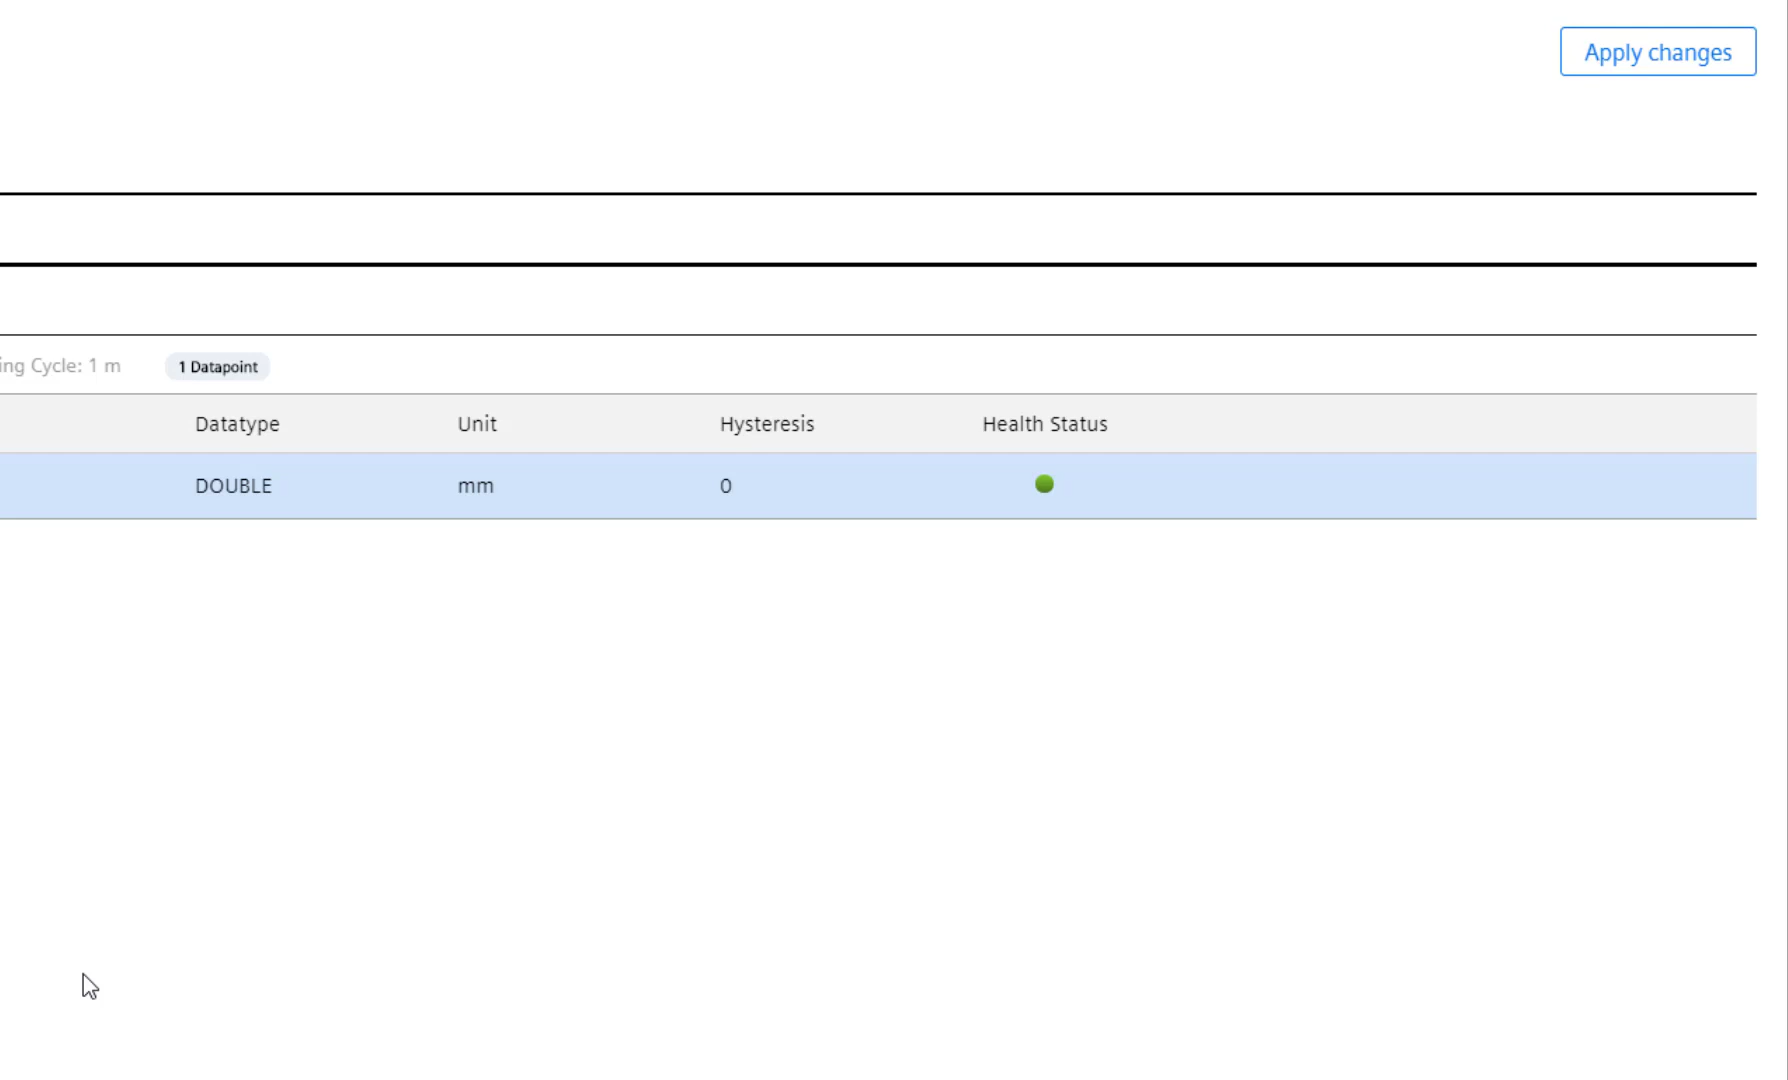 Apply changes
ing Cycle: 1 m 1 Datapoint
Datatype Unit Hysteresis Health Status
DOUBLE mm 0